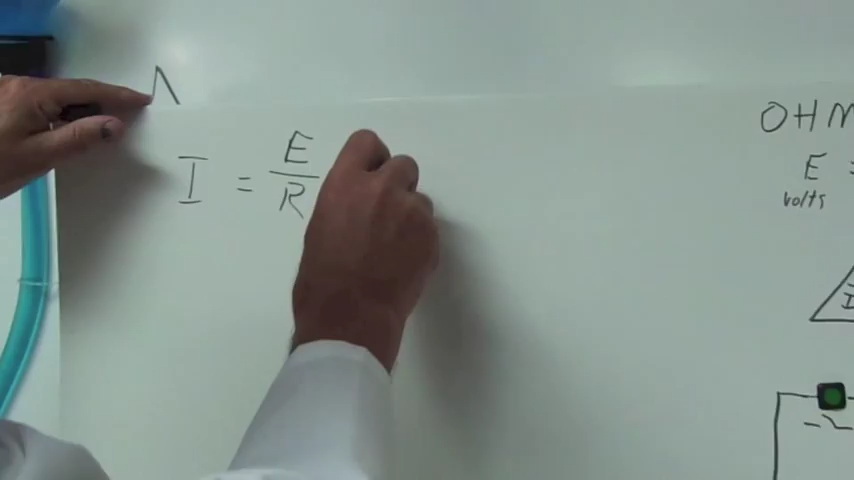 I = E
R
OHM
E =
volts
I